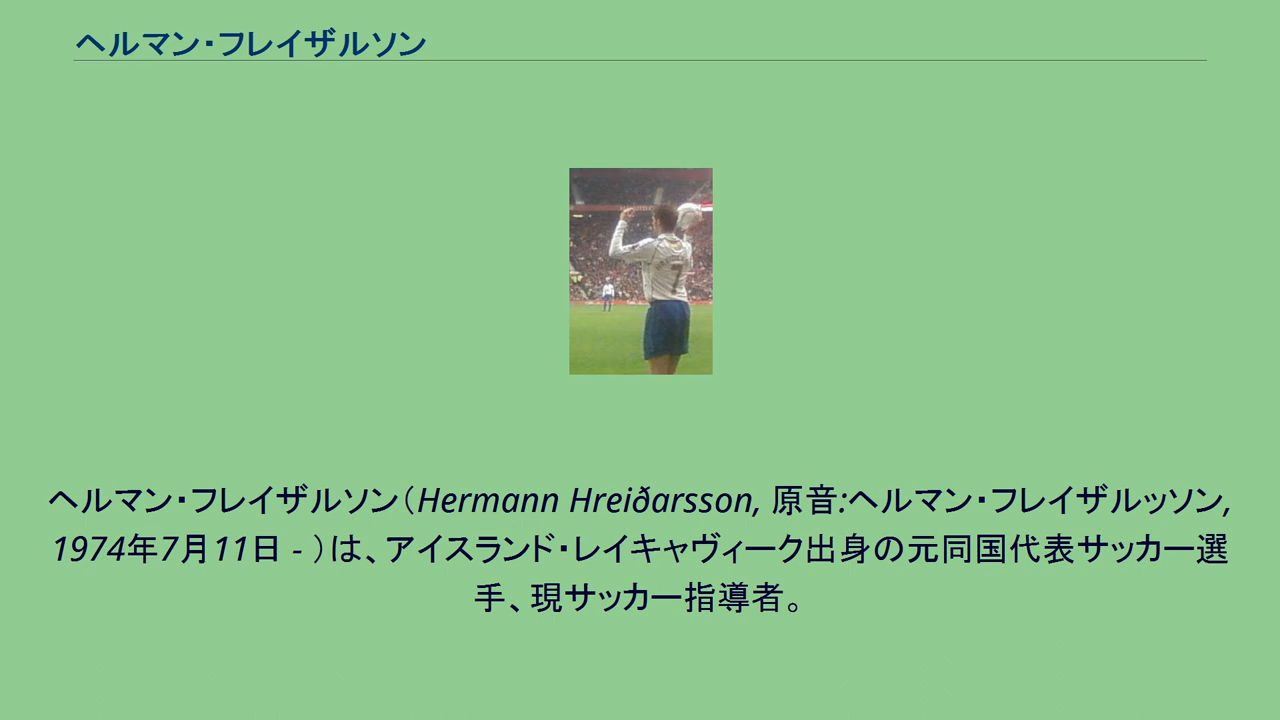 ヘルマン・フレイザルソン
7
ヘルマン・フレイザルソン（Hermann Hreiðarsson, 原音:ヘルマン・フレイザルッソン,
1974年7月11日 - ）は、アイスランド・レイキャヴィーク出身の元同国代表サッカー選
手、現サッカー指導者。